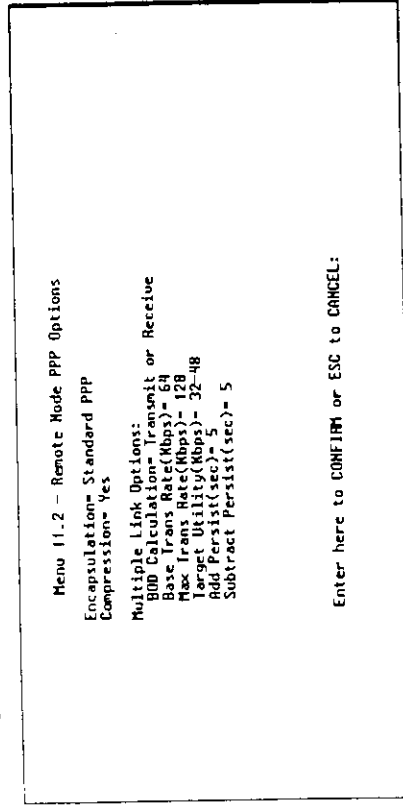 Menu 11.2 - Remote Node PPP Options
Encapsulation= Standard PPP
Compression= Yes
Multiple Link Options:
BOD Calculation= Transmit or Receive
Base Trans Rate(Kbps)= 64
Max Trans Rate(Kbps)= 128
Target Utility(Kbps)= 32-48
Add Persist(sec)= 5
Subtract Persist(sec)= 5
Enter here to CONFIRM or ESC to CANCEL: